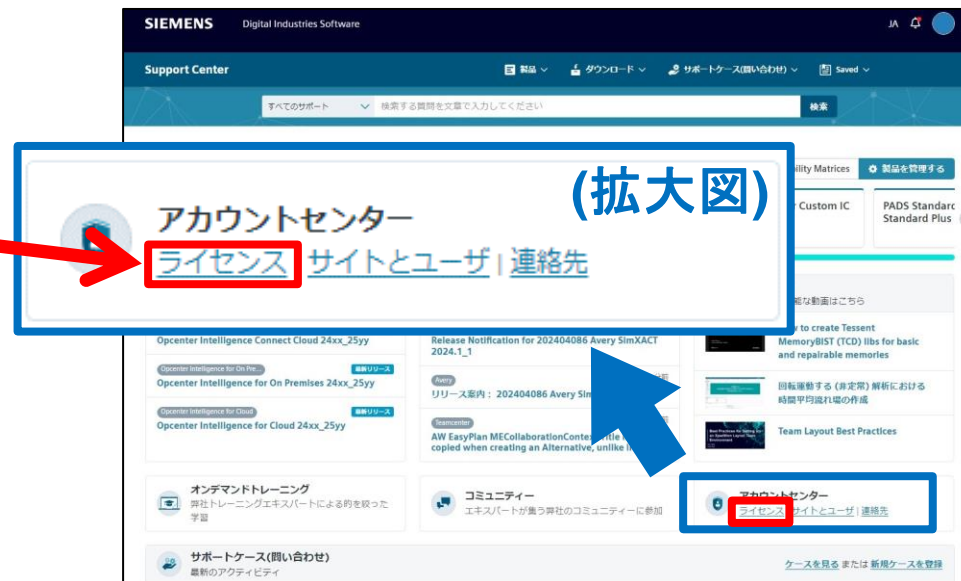 SIEMENS Digital Industries Software JA
Support Center 製品 ダウンロード サポートケース(問い合わせ) Saved
すべてのサポート 検索する質問を文章で入力してください 検索
ility Matrices 製品を管理する
(拡大図)
アカウントセンター
ライセンス サイトとユーザ | 連絡先
Custom IC
PADS Standard
Standard Plus
能な動画はこちら
Opcenter Intelligence Connect Cloud 24xx_25yy
Opcenter Intelligence for On Pre... 最新リリース
Opcenter Intelligence for On Premises 24xx_25yy
Opcenter Intelligence for Cloud 最新リリース
Opcenter Intelligence for Cloud 24xx_25yy
Release Notification for 202404086 Avery SimXACT
2024.1_1
Avery
リリース案内： 202404086 Avery Sim
Teamcenter
AW EasyPlan MECollaborationContext
copied when creating an Alternative, unlike
to create Tessent
MemoryBIST (TCD) libs for basic
and repairable memories
回転運動する (非定常) 解析における
時間平均流れ場の作成
Team Layout Best Practices
オンデマンドトレーニング
弊社トレーニングエキスパートによる的を絞った
学習
コミュニティー
エキスパートが集う弊社のコミュニティーに参加
アカウントセンター
ライセンス サイトとユーザ | 連絡先
サポートケース(問い合わせ)
最新のアクティビティ
ケースを見る または 新規ケースを登録